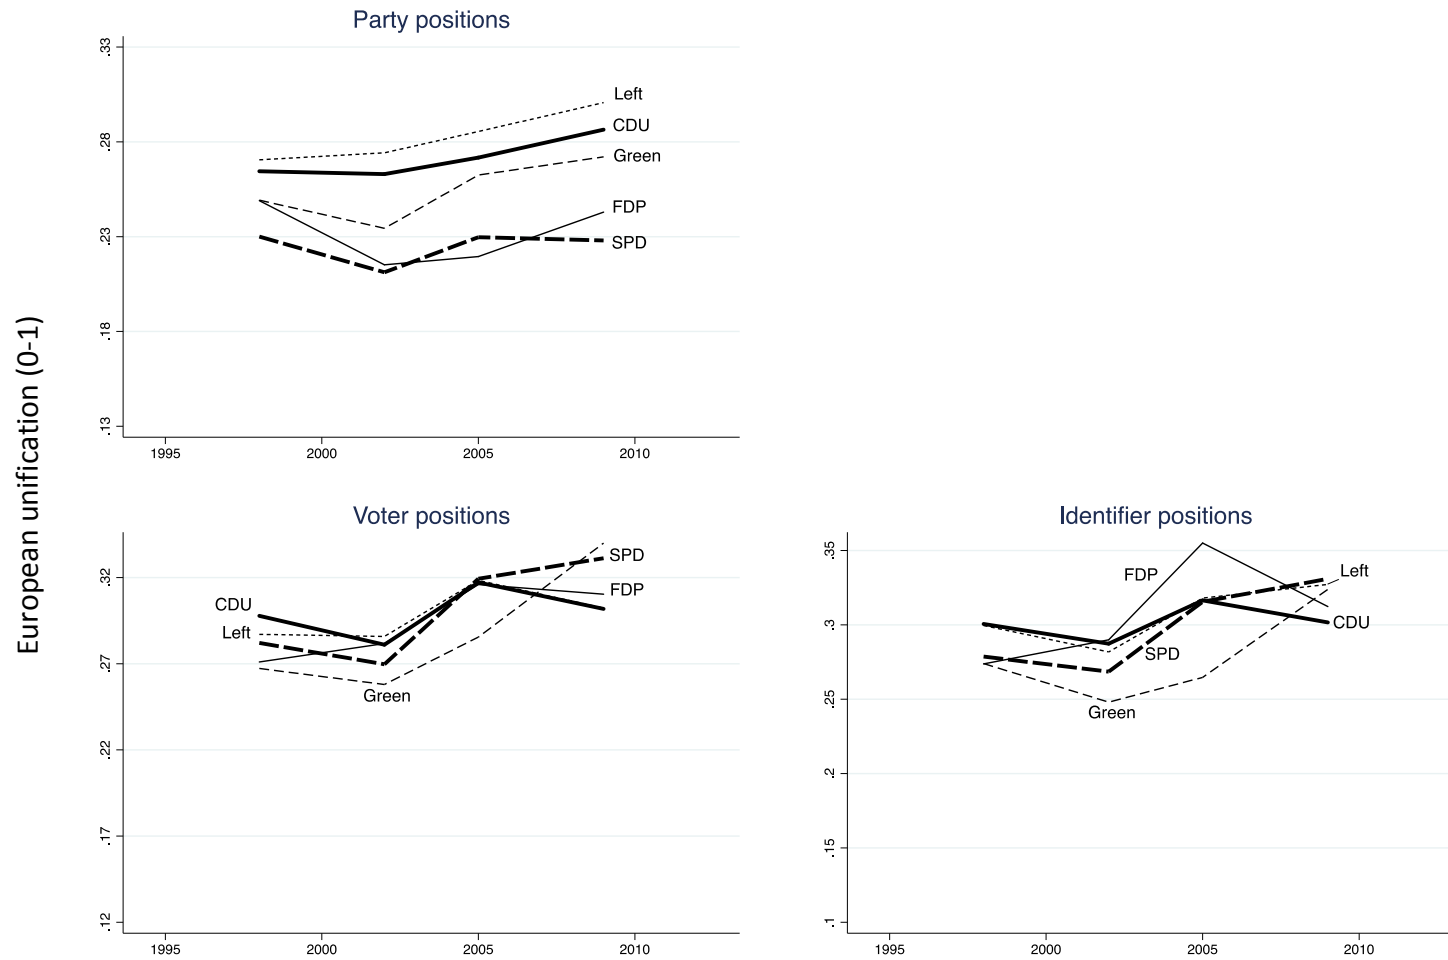 European unification (0-1)
Party positions
.33
.28
.23
.18
.13
Left
CDU
Green
FDP
SPD
1995 2000 2005 2010
Voter positions
.32
.27
.22
.17
.12
CDU
Left
Green
SPD
FDP
1995 2000 2005 2010
Identifier positions
.35
.3
.25
.2
.15
.1
FDP
SPD
Green
Left
CDU
1995 2000 2005 2010